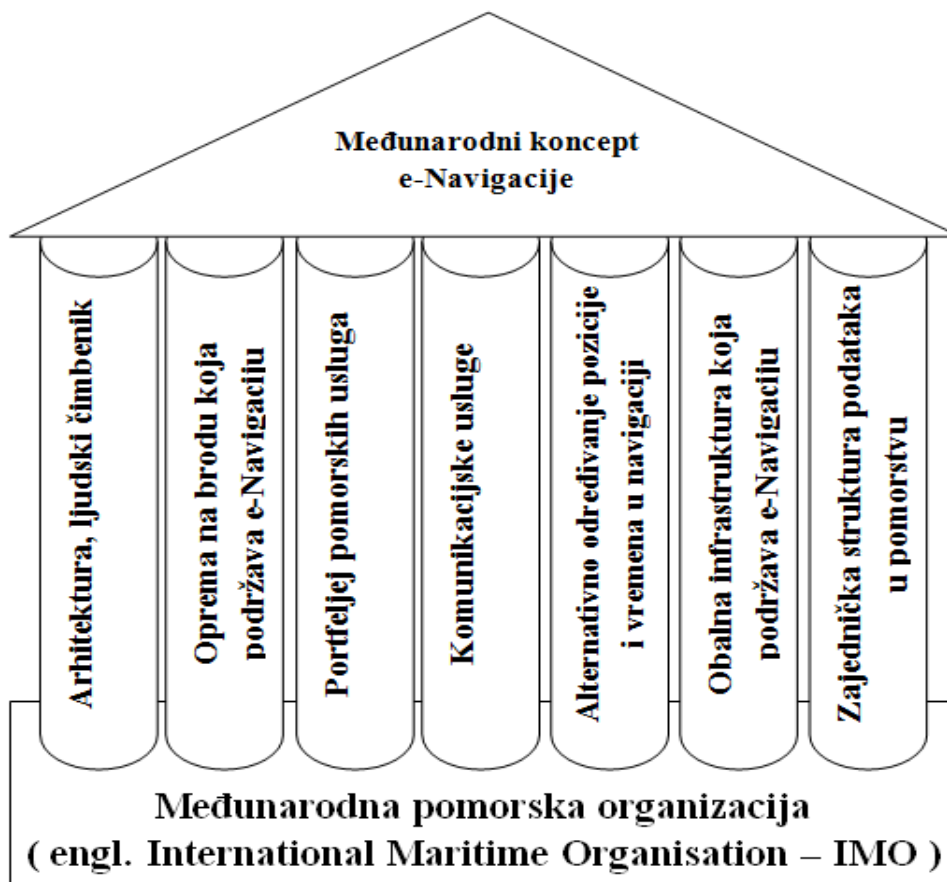 Međunarodni koncept
e-Navigacije
Arhitektura, ljudski čimbenik
Oprema na brodu koja
podržava e-Navigaciju
Portfeljej pomorskih usluga
Komunikacijske usluge
Alternativno određivanje pozicije
i vremena u navigaciji
Obalna infrastruktura koja
podržava e-Navigaciju
Zajednička struktura podataka
u pomorstvu
Međunarodna pomorska organizacija
( engl. International Maritime Organisation – IMO )